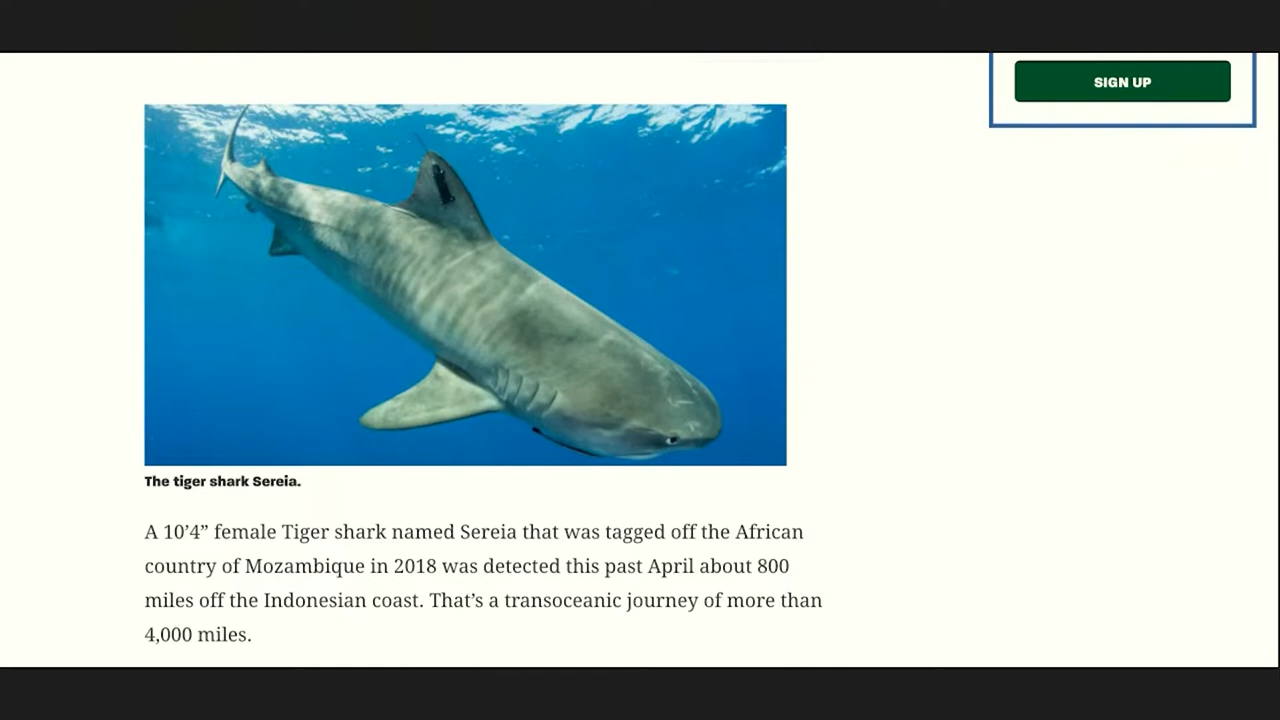 SIGN UP
The tiger shark Sereia.
A 10’4” female Tiger shark named Sereia that was tagged off the African
country of Mozambique in 2018 was detected this past April about 800
miles off the Indonesian coast. That’s a transoceanic journey of more than
4,000 miles.